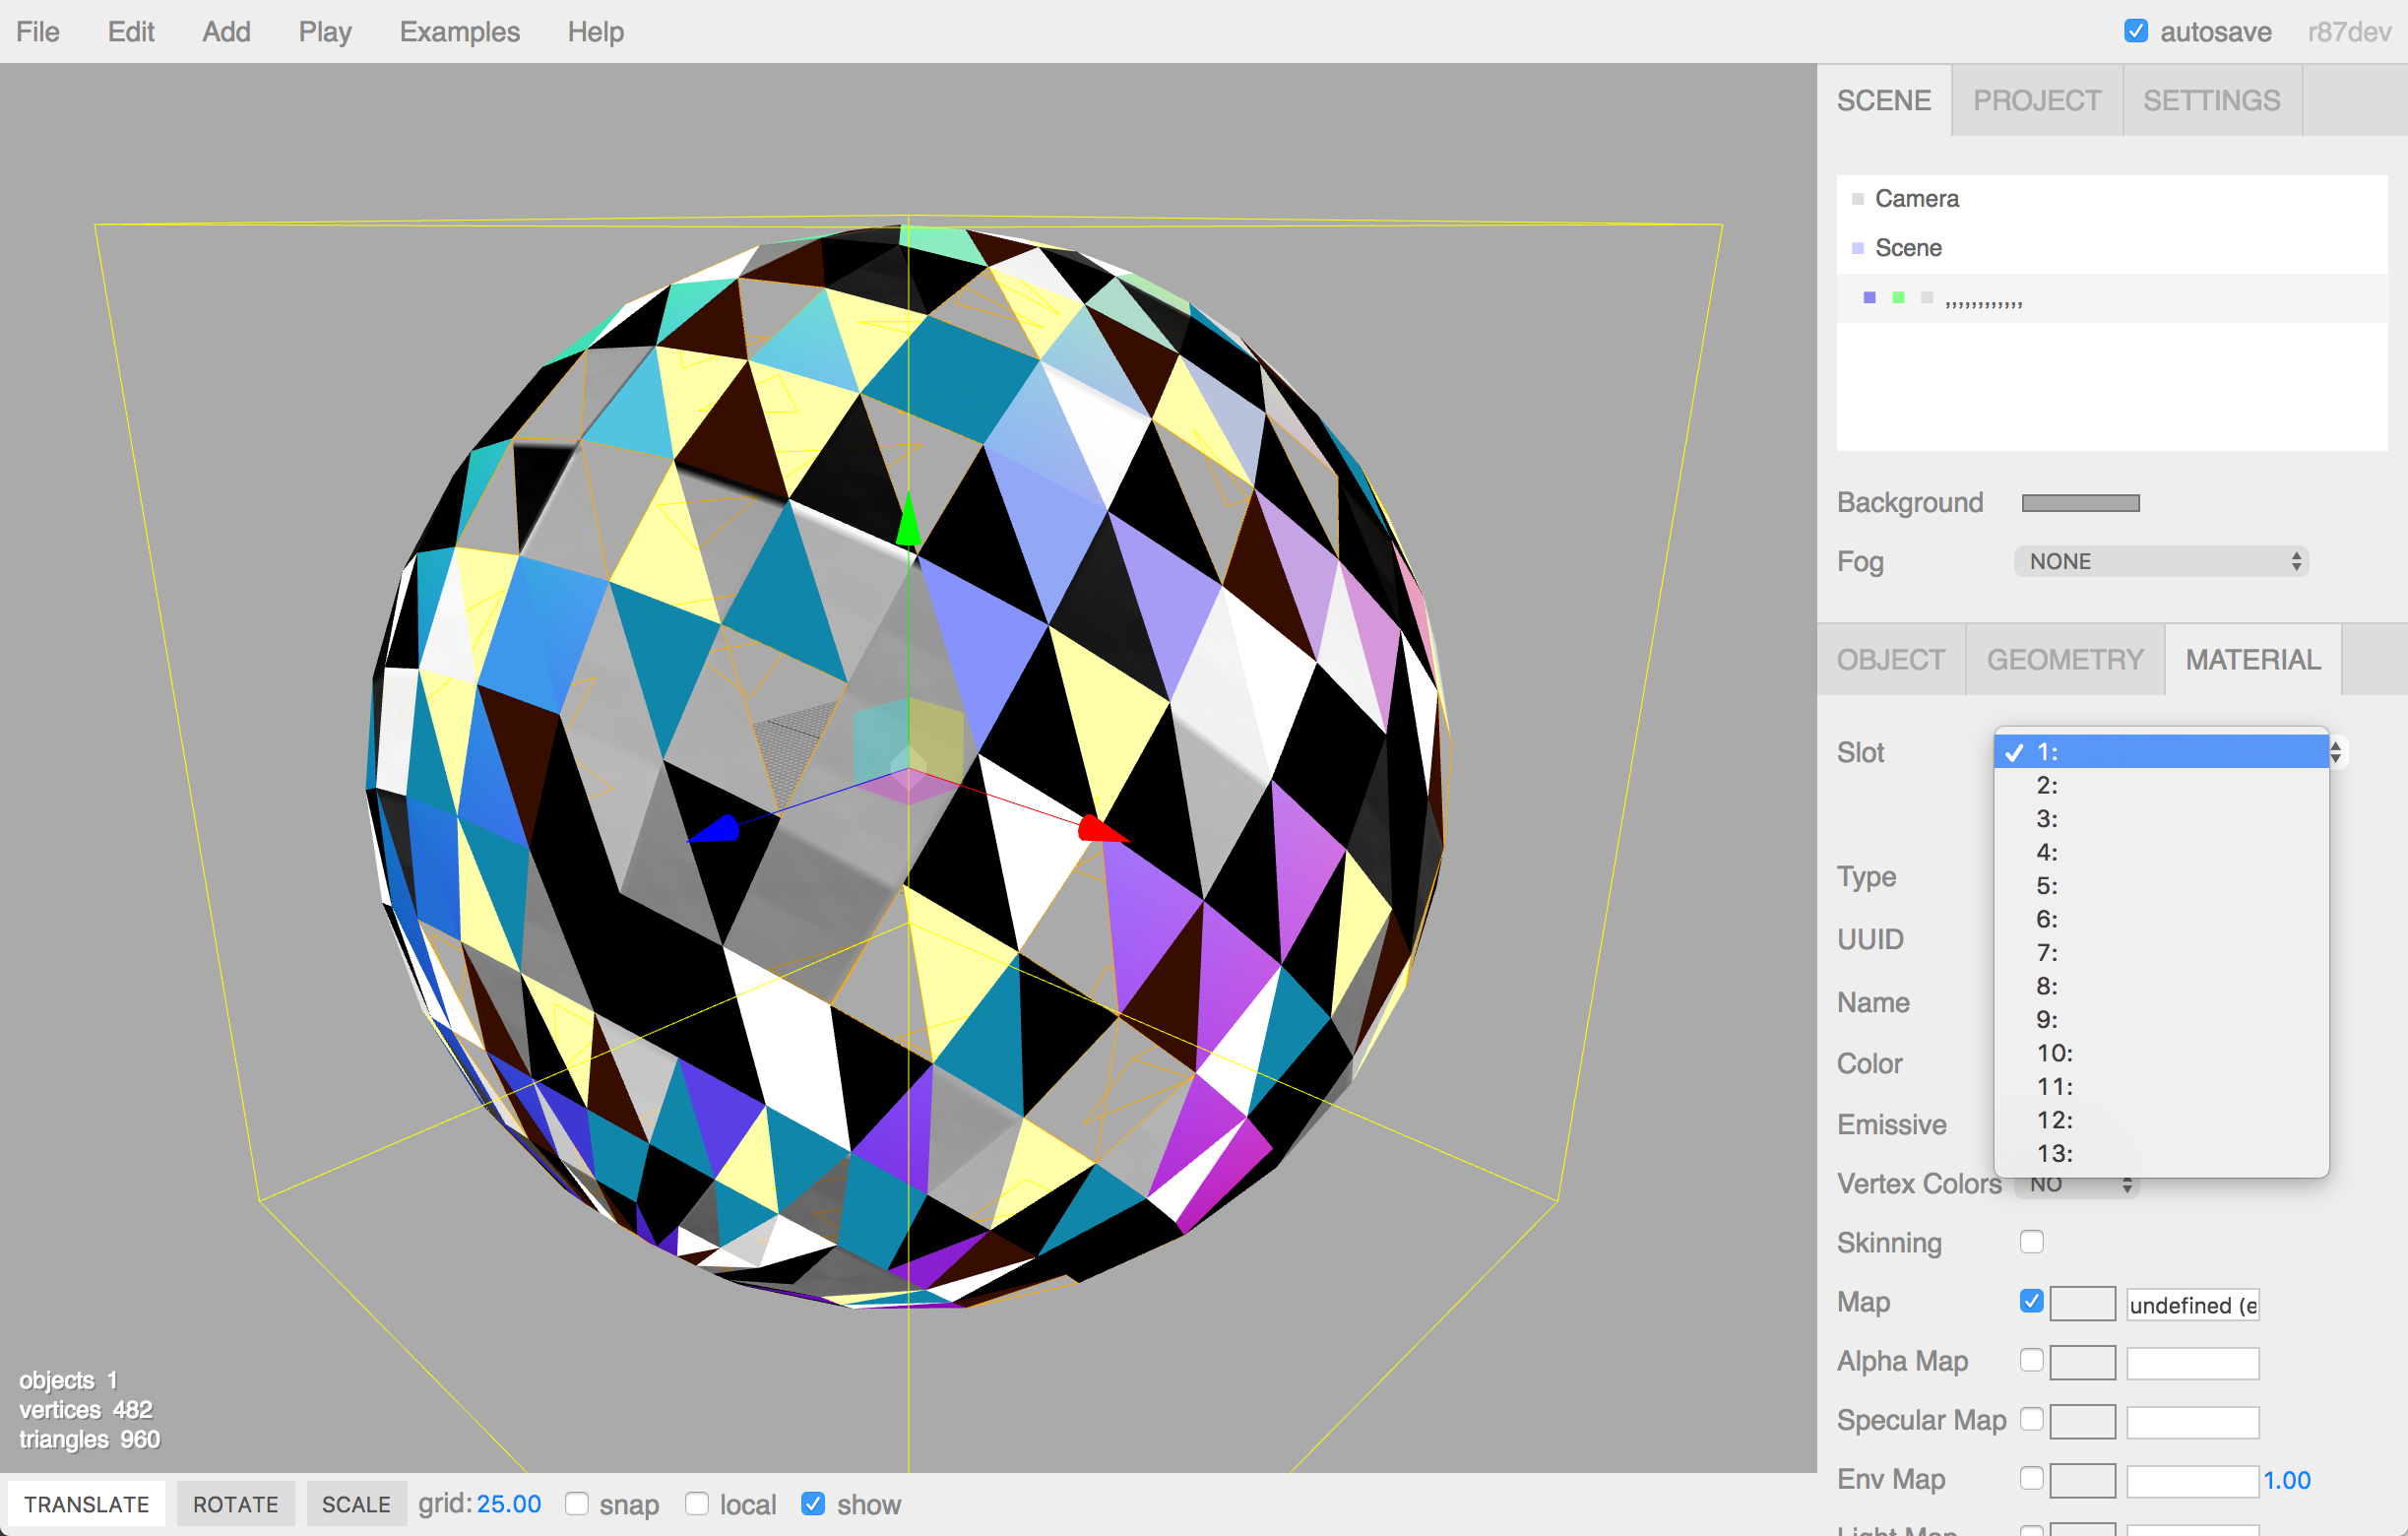 File Edit Add Play Examples Help autosave r87dev
SCENE PROJECT SETTINGS
Camera
Scene
,,,,,,,,,,,,
Background
Fog NONE
OBJECT GEOMETRY MATERIAL
Slot 1:
2:
3:
4:
5:
6:
7:
8:
9:
10:
11:
12:
13:
Type
UUID
Name
Color
Emissive
Vertex Colors NO
Skinning
Map undefined (e
Alpha Map
Specular Map
Env Map 1.00
Light Map
objects 1
vertices 482
triangles 960
TRANSLATE ROTATE SCALE grid: 25.00 snap local show